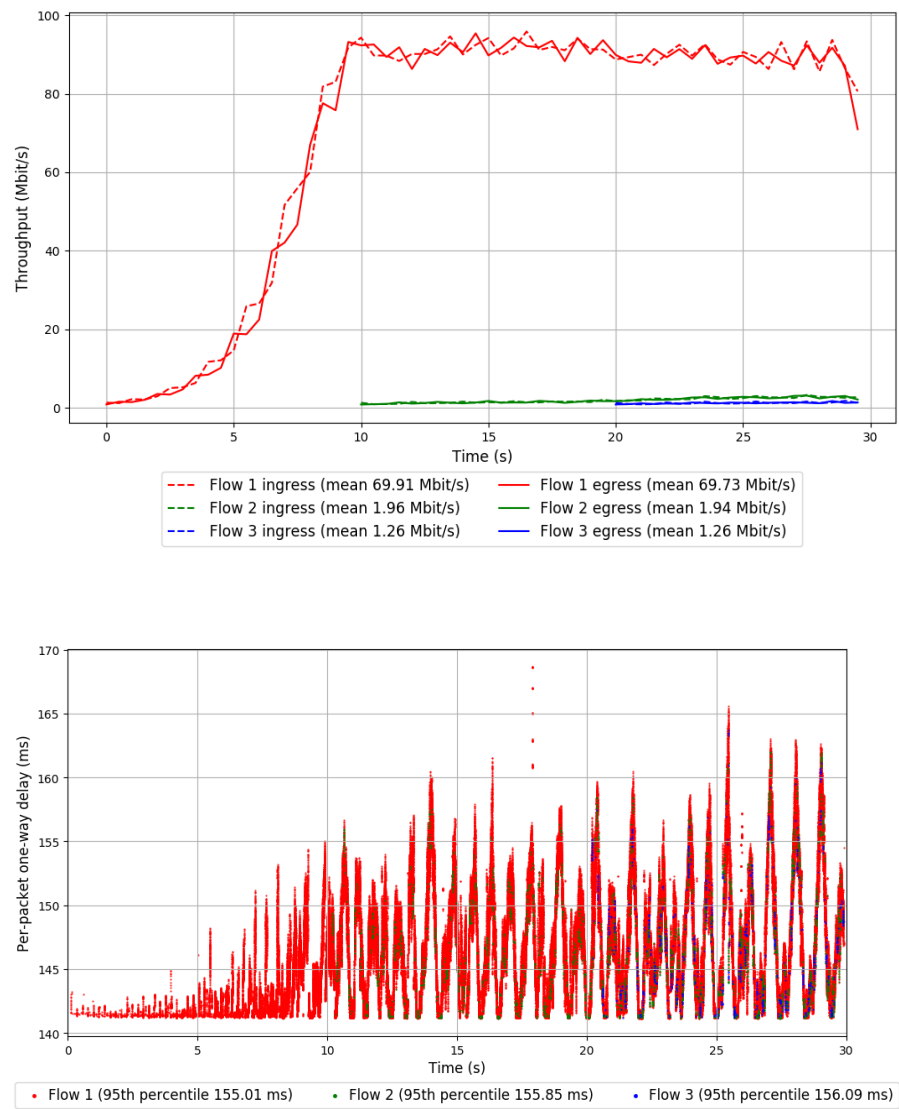 100
80
60
40
20
0
Throughput (Mbit/s)
0 5 10 15 20 25 30
Time (s)
Flow 1 ingress (mean 69.91 Mbit/s) Flow 1 egress (mean 69.73 Mbit/s)
Flow 2 ingress (mean 1.96 Mbit/s) Flow 2 egress (mean 1.94 Mbit/s)
Flow 3 ingress (mean 1.26 Mbit/s) Flow 3 egress (mean 1.26 Mbit/s)
170
165
160
155
150
145
140
Per-packet one-way delay (ms)
0 5 10 15 20 25 30
Time (s)
Flow 1 (95th percentile 155.01 ms) Flow 2 (95th percentile 155.85 ms) Flow 3 (95th percentile 156.09 ms)